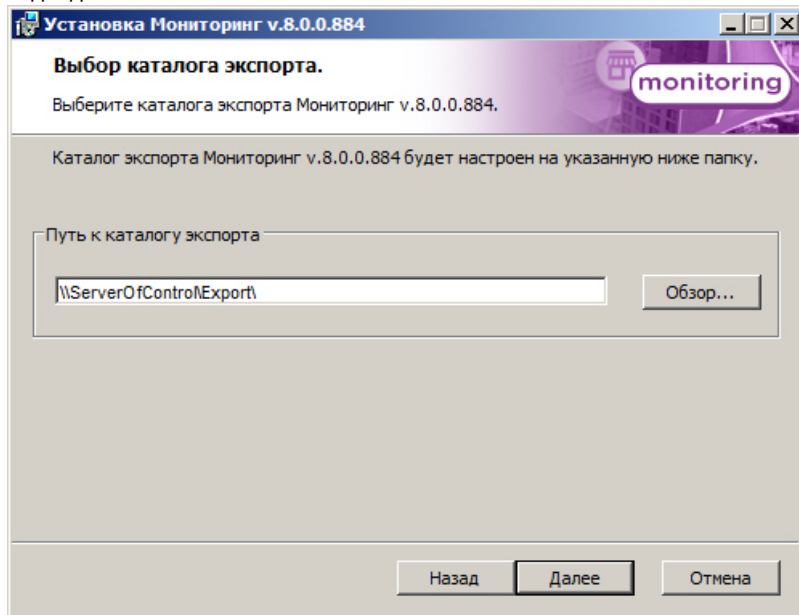 Установка Мониторинг v.8.0.0.884
Выбор каталога экспорта.
monitoring
Выберите каталога экспорта Мониторинг v.8.0.0.884.
Каталог экспорта Мониторинг v.8.0.0.884 будет настроен на указанную ниже папку.
Путь к каталогу экспорта
\\ServerOfControl\Export\
Обзор...
Назад
Далее
Отмена